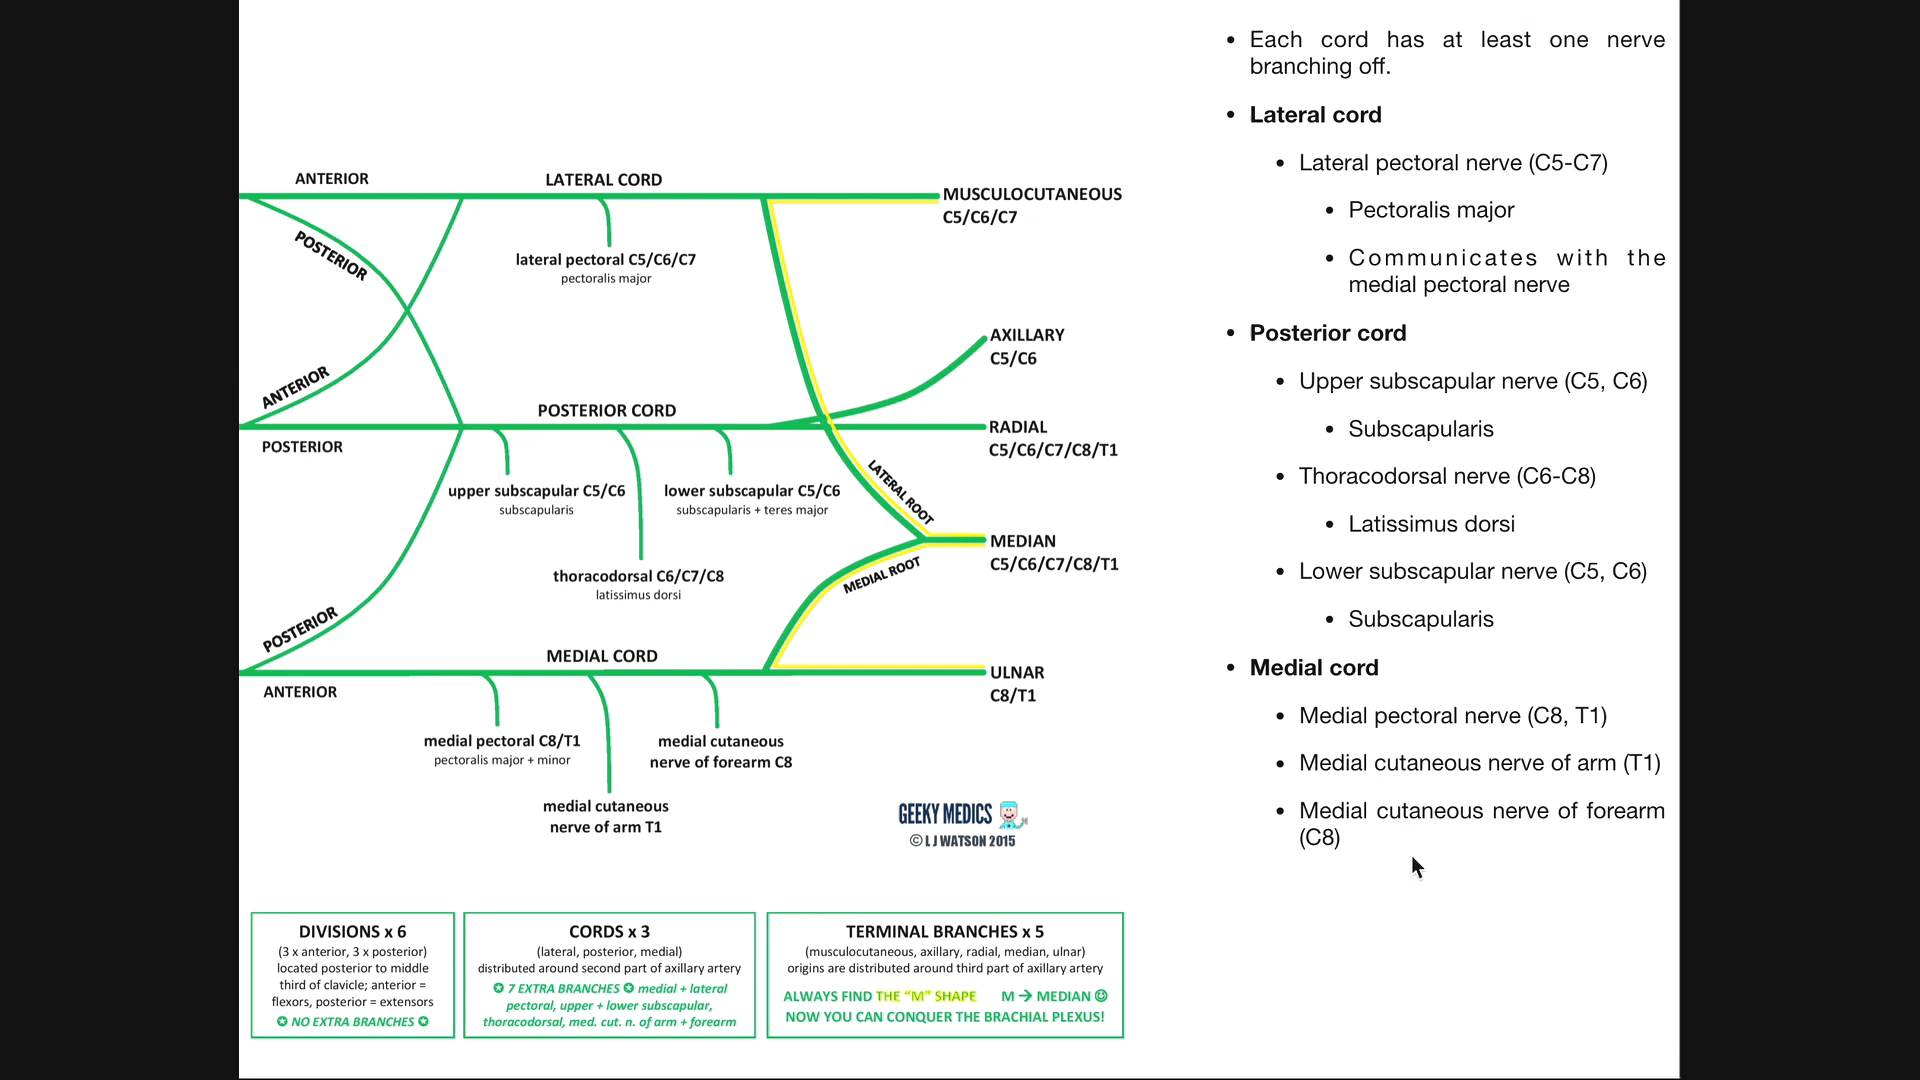 ANTERIOR
LATERAL CORD
MUSCULOCUTANEOUS
C5/C6/C7
POSTERIOR
lateral pectoral C5/C6/C7
pectoralis major
AXILLARY
C5/C6
ANTERIOR
POSTERIOR CORD
RADIAL
C5/C6/C7/C8/T1
POSTERIOR
LATERAL ROOT
upper subscapular C5/C6
subscapularis
lower subscapular C5/C6
subscapularis + teres major
MEDIAN
C5/C6/C7/C8/T1
MEDIAL ROOT
thoracodorsal C6/C7/C8
latissimus dorsi
POSTERIOR
MEDIAL CORD
ULNAR
C8/T1
ANTERIOR
medial pectoral C8/T1
pectoralis major + minor
medial cutaneous
nerve of forearm C8
medial cutaneous
nerve of arm T1
GEEKY MEDICS
© L J WATSON 2015
DIVISIONS x 6
(3 x anterior, 3 x posterior)
located posterior to middle
third of clavicle; anterior =
flexors, posterior = extensors
✪ NO EXTRA BRANCHES ✪
CORDS x 3
(lateral, posterior, medial)
distributed around second part of axillary artery
✪ 7 EXTRA BRANCHES ✪ medial + lateral
pectoral, upper + lower subscapular,
thoracodorsal, med. cut. n. of arm + forearm
TERMINAL BRANCHES x 5
(musculocutaneous, axillary, radial, median, ulnar)
origins are distributed around third part of axillary artery
ALWAYS FIND THE “M” SHAPE M → MEDIAN ☺
NOW YOU CAN CONQUER THE BRACHIAL PLEXUS!
• Each cord has at least one nerve
branching off.
• Lateral cord
• Lateral pectoral nerve (C5-C7)
• Pectoralis major
• Communicates with the
medial pectoral nerve
• Posterior cord
• Upper subscapular nerve (C5, C6)
• Subscapularis
• Thoracodorsal nerve (C6-C8)
• Latissimus dorsi
• Lower subscapular nerve (C5, C6)
• Subscapularis
• Medial cord
• Medial pectoral nerve (C8, T1)
• Medial cutaneous nerve of arm (T1)
• Medial cutaneous nerve of forearm
(C8)